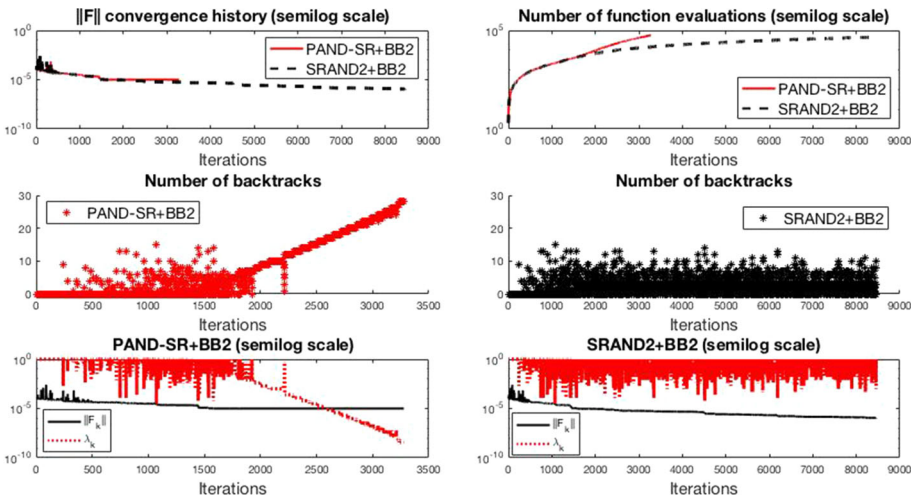 ‖F‖ convergence history (semilog scale)
10^0
10^-5
10^-10
PAND-SR+BB2
SRAND2+BB2
0 1000 2000 3000 4000 5000 6000 7000 8000 9000
Iterations
Number of function evaluations (semilog scale)
10^5
10^0
PAND-SR+BB2
SRAND2+BB2
0 1000 2000 3000 4000 5000 6000 7000 8000 9000
Iterations
Number of backtracks
30
20
10
0
PAND-SR+BB2
0 500 1000 1500 2000 2500 3000 3500
Iterations
Number of backtracks
30
20
10
0
SRAND2+BB2
0 1000 2000 3000 4000 5000 6000 7000 8000 9000
Iterations
PAND-SR+BB2 (semilog scale)
10^0
10^-5
10^-10
‖F_k‖
λ_k
0 500 1000 1500 2000 2500 3000 3500
Iterations
SRAND2+BB2 (semilog scale)
10^0
10^-5
10^-10
‖F_k‖
λ_k
0 1000 2000 3000 4000 5000 6000 7000 8000 9000
Iterations